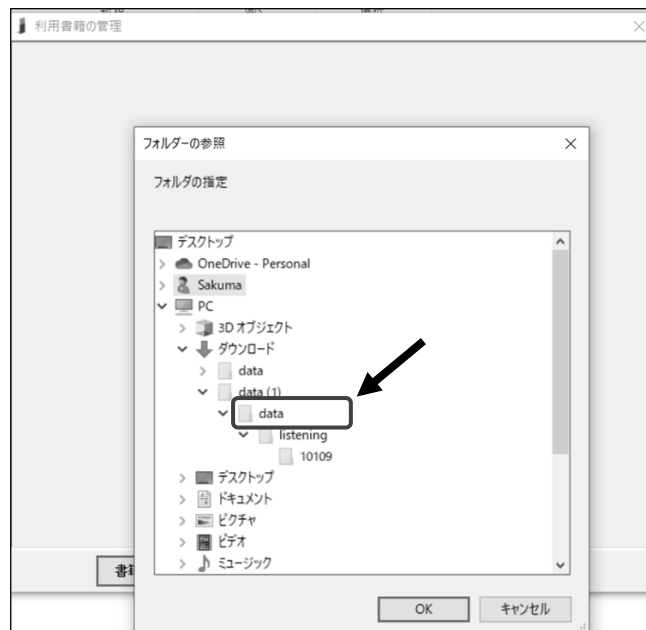 利用書籍の管理
フォルダーの参照
フォルダの指定
デスクトップ
OneDrive - Personal
Sakuma
PC
3D オブジェクト
ダウンロード
data
data (1)
data
listening
10109
デスクトップ
ドキュメント
ピクチャ
ビデオ
ミュージック
書
OK
キャンセル